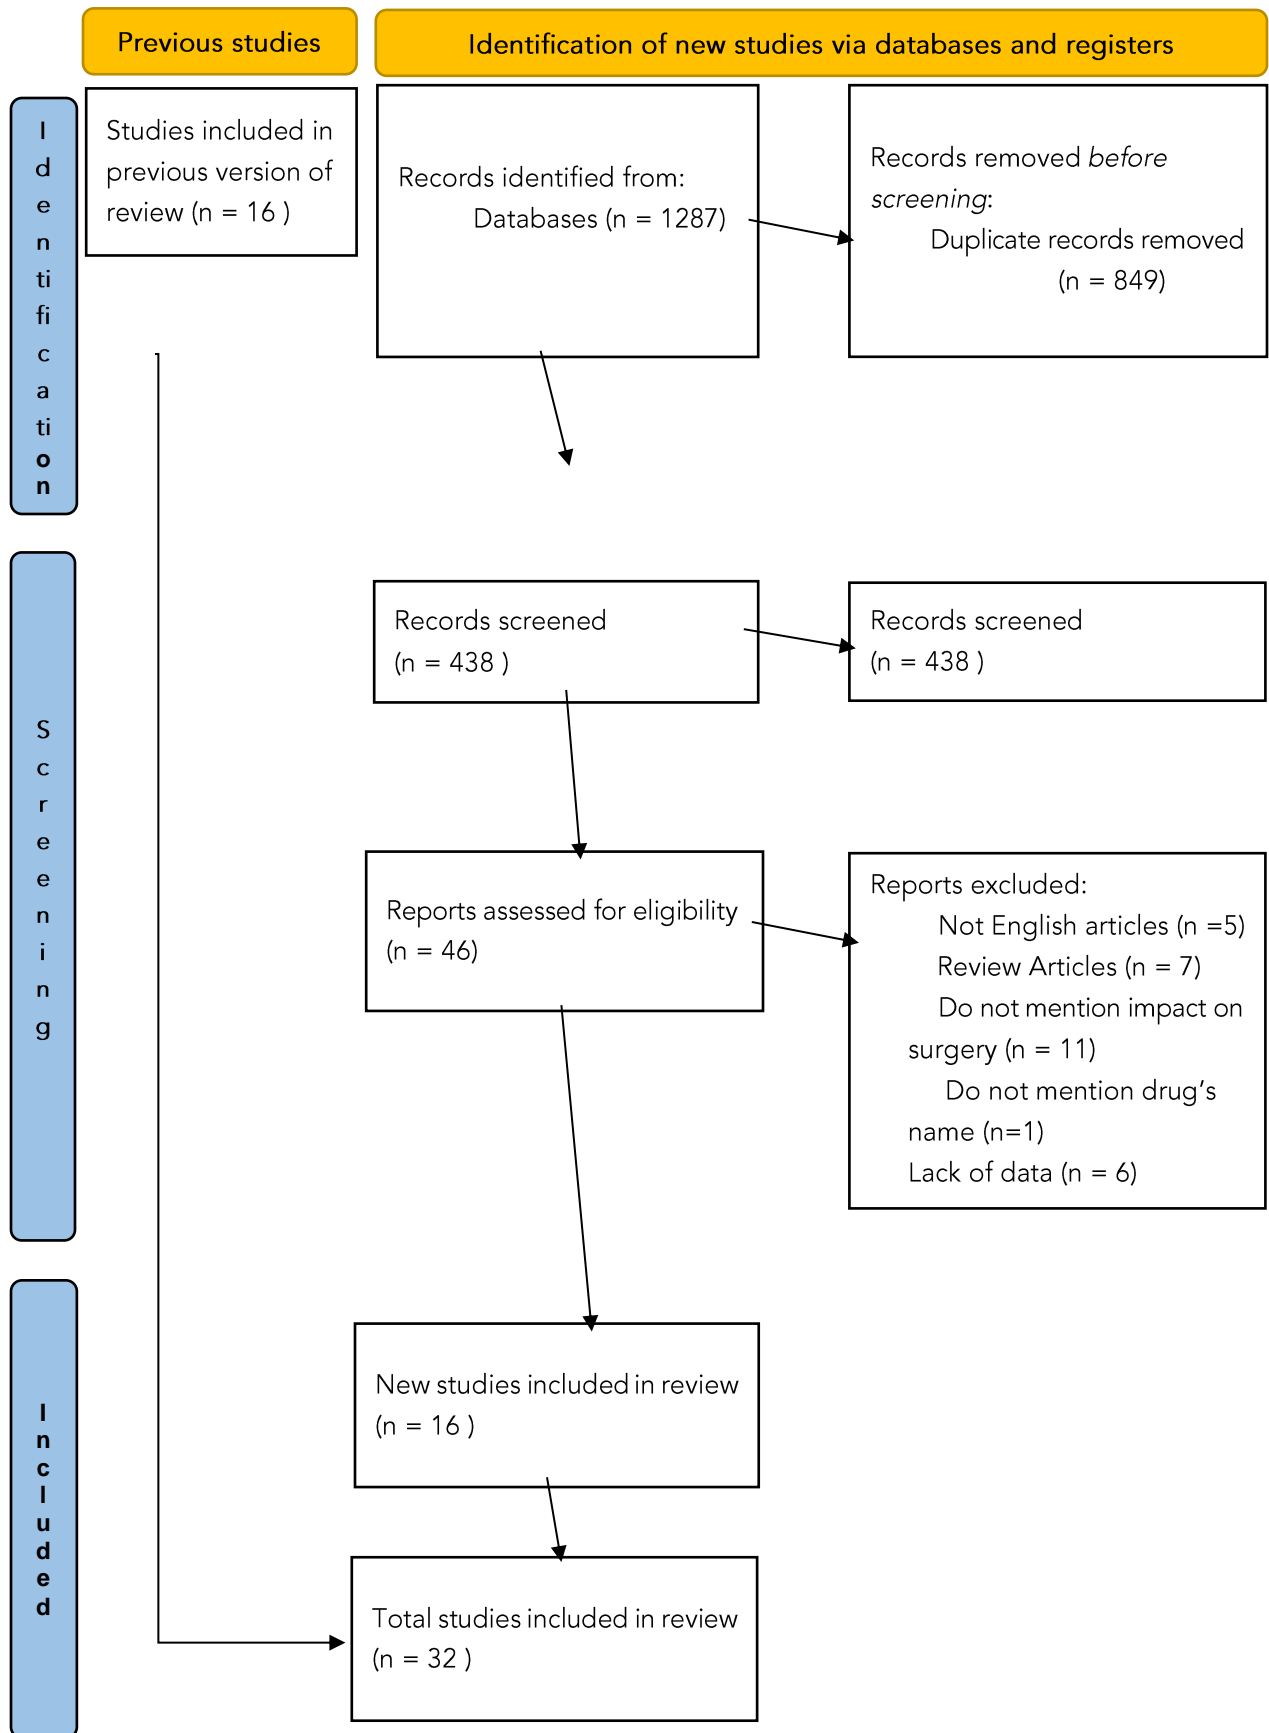 Previous studies
Identification of new studies via databases and registers
I
d
e
n
ti
fi
c
a
ti
o
n
Studies included in
previous version of
review (n = 16 )
Records identified from:
Databases (n = 1287)
Records removed before
screening:
Duplicate records removed
(n = 849)
S
c
r
e
e
n
i
n
g
Records screened
(n = 438 )
Records screened
(n = 438 )
Reports assessed for eligibility
(n = 46)
Reports excluded:
Not English articles (n =5)
Review Articles (n = 7)
Do not mention impact on
surgery (n = 11)
Do not mention drug’s
name (n=1)
Lack of data (n = 6)
I
n
c
l
u
d
e
d
New studies included in review
(n = 16 )
Total studies included in review
(n = 32 )